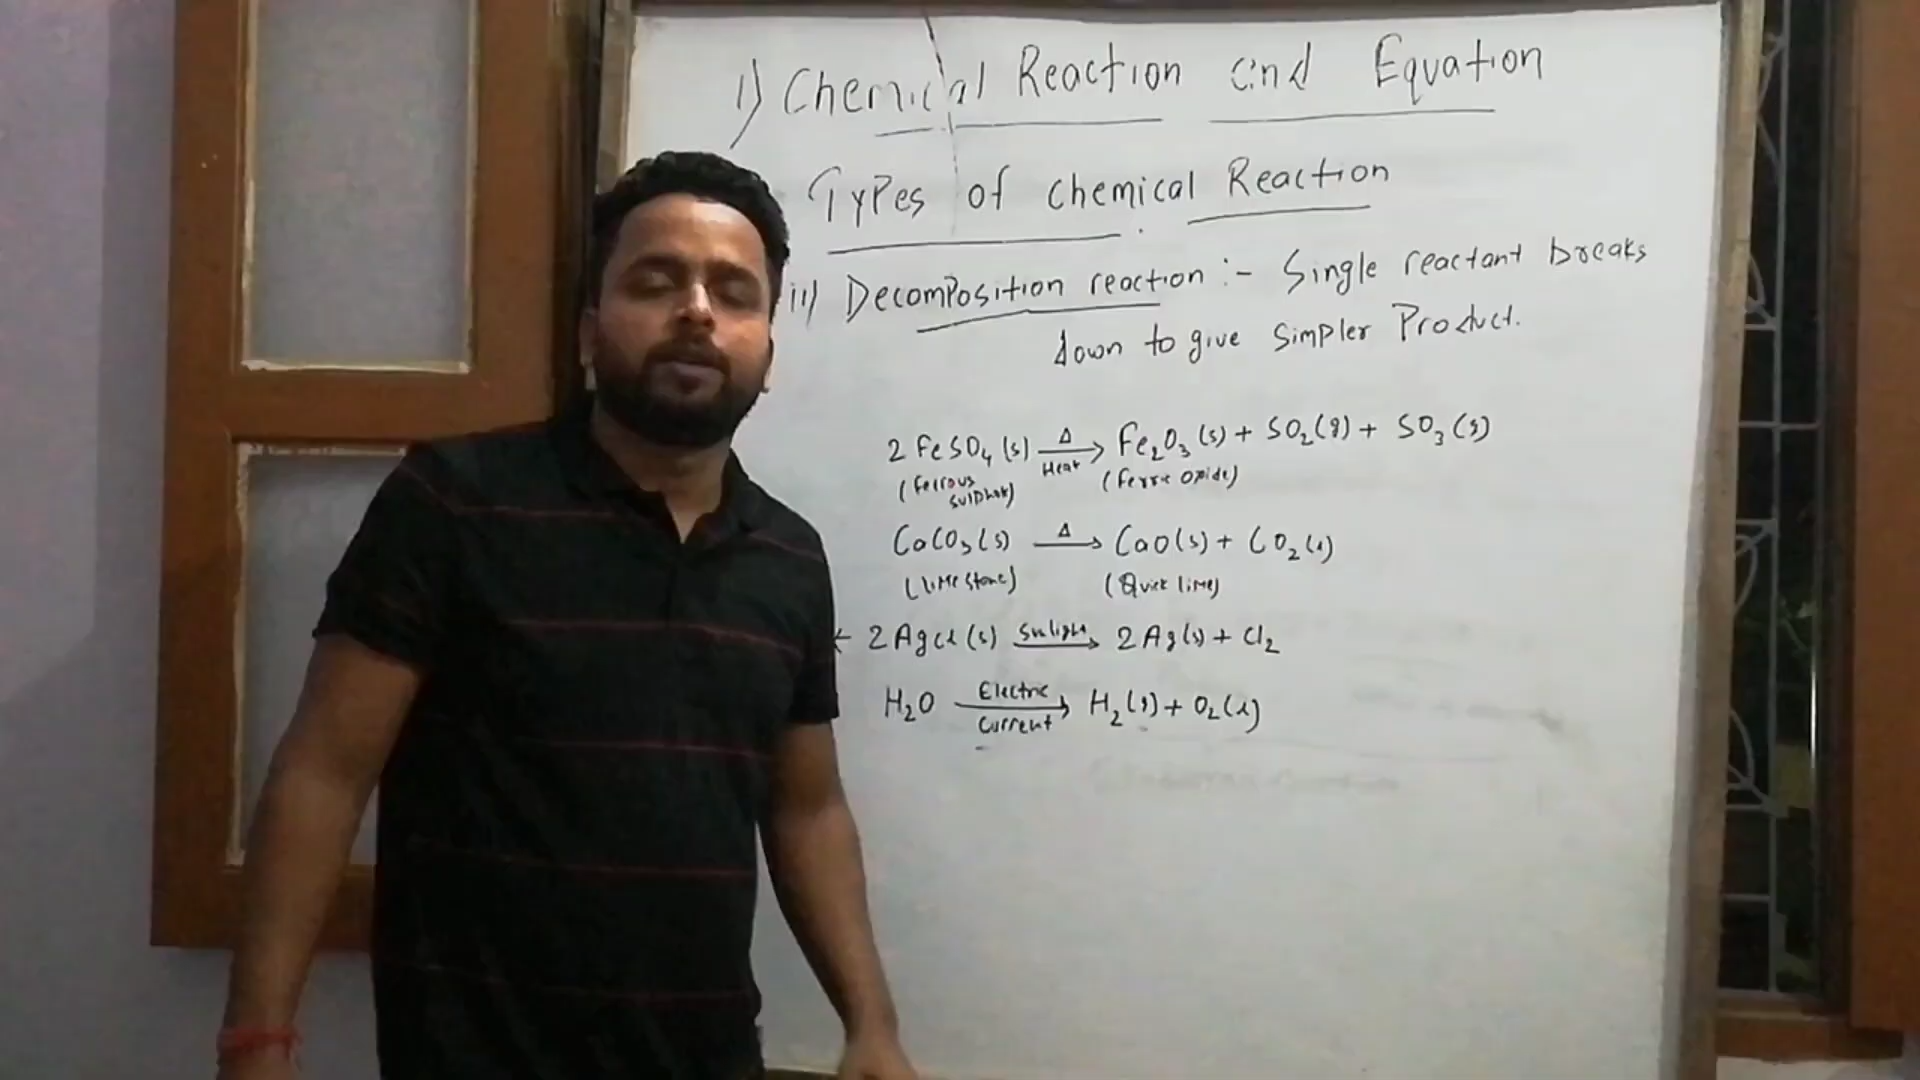 1) Chemical Reaction and Equation
Types of chemical Reaction
ii) Decomposition reaction :- Single reactant breaks
down to give simpler Product.
2 FeSO₄ (s) Δ Heat → Fe₂O₃ (s) + SO₂ (g) + SO₃ (g)
(Ferrous sulphate) (Ferric oxide)
CaCO₃ (s) Δ → CaO (s) + CO₂ (g)
(lime stone) (Quick lime)
2 AgCl (s) Sunlight → 2 Ag (s) + Cl₂
H₂O Electric Current → H₂ (g) + O₂ (g)